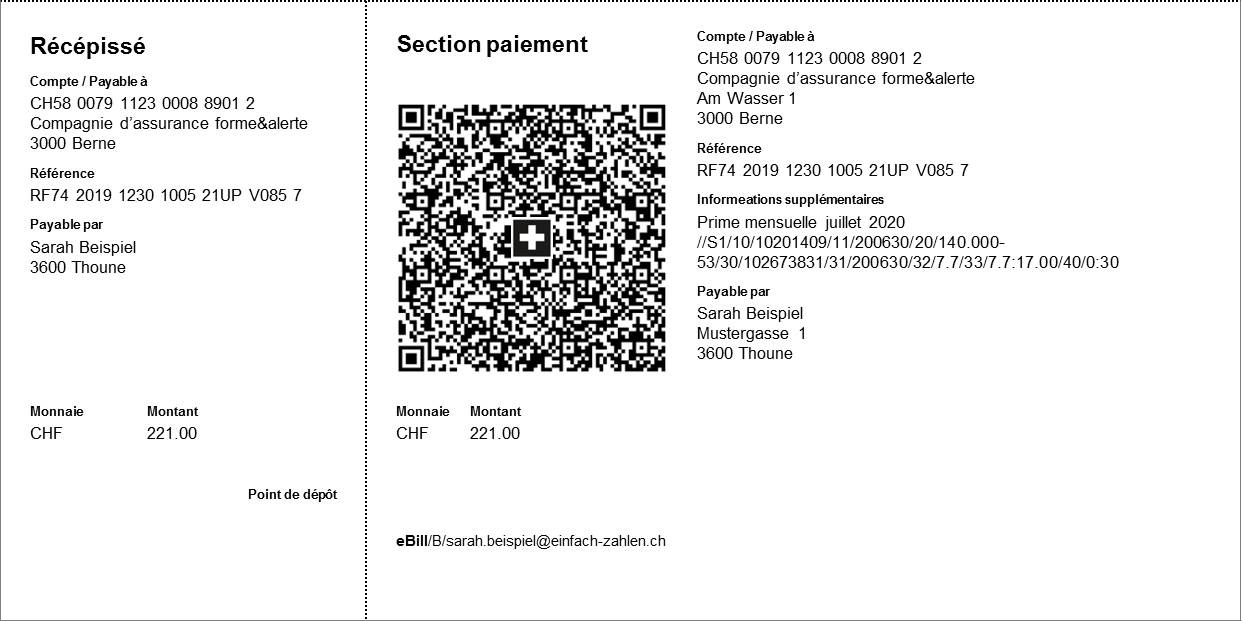 Récépissé
Compte / Payable à
CH58 0079 1123 0008 8901 2
Compagnie d’assurance forme&alerte
3000 Berne
Référence
RF74 2019 1230 1005 21UP V085 7
Payable par
Sarah Beispiel
3600 Thoune
Monnaie Montant
CHF 221.00
Point de dépôt
Section paiement
Monnaie Montant
CHF 221.00
Compte / Payable à
CH58 0079 1123 0008 8901 2
Compagnie d’assurance forme&alerte
Am Wasser 1
3000 Berne
Référence
RF74 2019 1230 1005 21UP V085 7
Informeations supplémentaires
Prime mensuelle juillet 2020
//S1/10/10201409/11/200630/20/140.000-
53/30/102673831/31/200630/32/7.7/33/7.7:17.00/40/0:30
Payable par
Sarah Beispiel
Mustergasse 1
3600 Thoune
eBill/B/sarah.beispiel@einfach-zahlen.ch